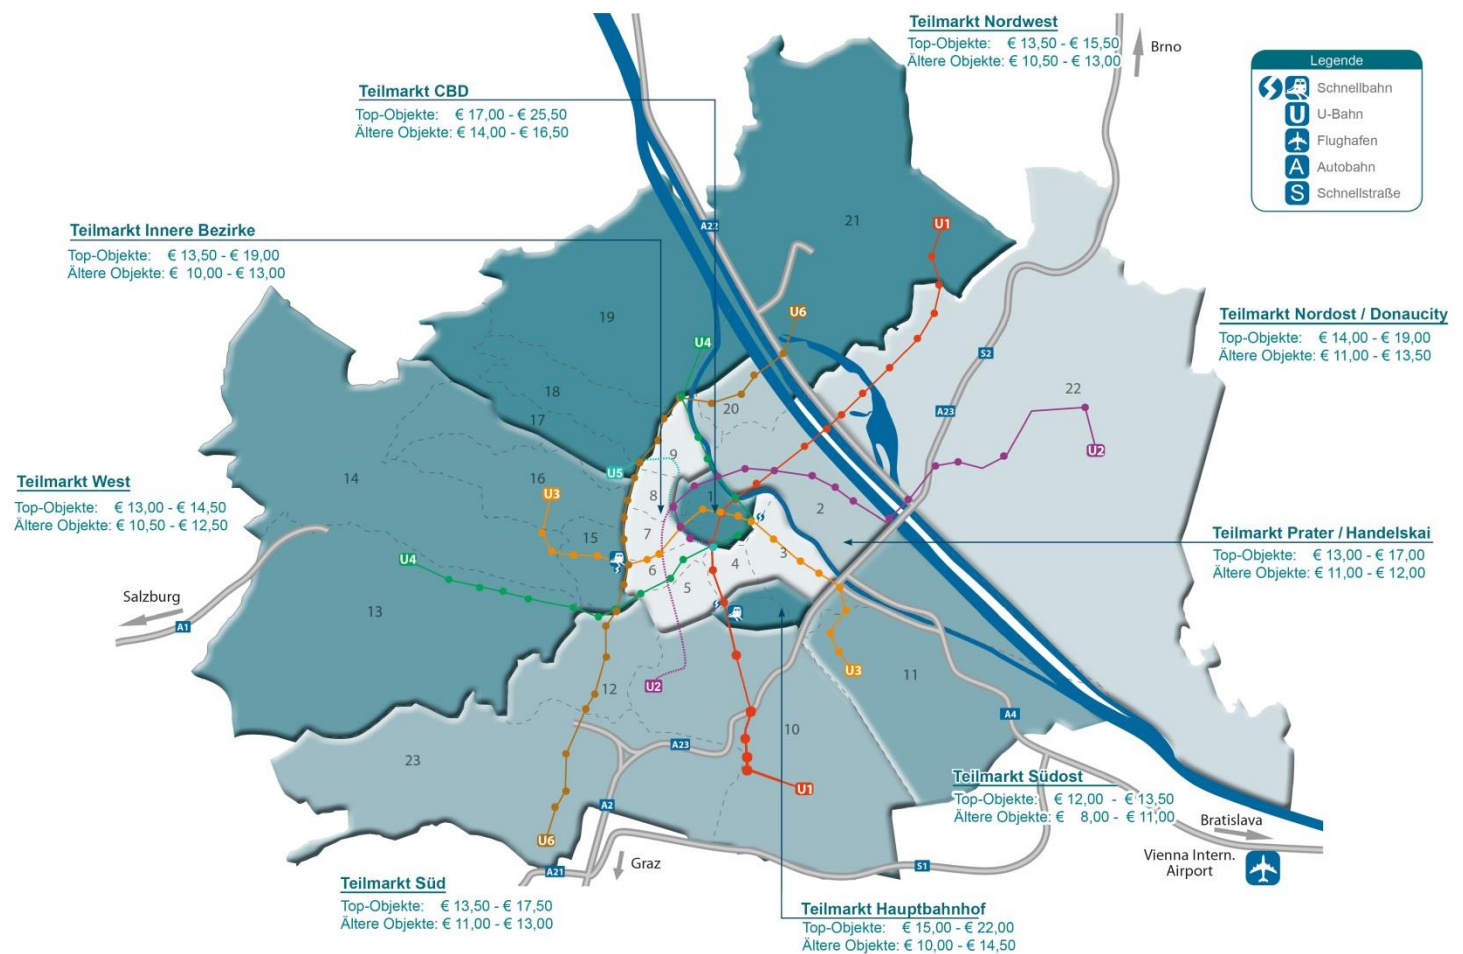 Teilmarkt Nordwest
Top-Objekte: € 13,50 - € 15,50
Ältere Objekte: € 10,50 - € 13,00
Brno
Legende
Schnellbahn
U U-Bahn
Flughafen
A Autobahn
S Schnellstraße
Teilmarkt CBD
Top-Objekte: € 17,00 - € 25,50
Ältere Objekte: € 14,00 - € 16,50
Teilmarkt Innere Bezirke
Top-Objekte: € 13,50 - € 19,00
Ältere Objekte: € 10,00 - € 13,00
A22
21
U1
19
U6
U4
Teilmarkt Nordost / Donaucity
Top-Objekte: € 14,00 - € 19,00
Ältere Objekte: € 11,00 - € 13,50
S2
22
18
17
20
A23
14
16
9
U5
U2
Teilmarkt West
Top-Objekte: € 13,00 - € 14,50
Ältere Objekte: € 10,50 - € 12,50
U3
8
1
2
15
7
3
Teilmarkt Prater / Handelskai
Top-Objekte: € 13,00 - € 17,00
Ältere Objekte: € 11,00 - € 12,00
U4
6
4
5
Salzburg
A1
13
12
U2
U3
11
A4
10
A23
23
U1
A2
U6
Teilmarkt Südost
Top-Objekte: € 12,00 - € 13,50
Ältere Objekte: € 8,00 - € 11,00
Bratislava
Vienna Intern.
Airport
A21
Graz
S1
Teilmarkt Süd
Top-Objekte: € 13,50 - € 17,50
Ältere Objekte: € 11,00 - € 13,00
Teilmarkt Hauptbahnhof
Top-Objekte: € 15,00 - € 22,00
Ältere Objekte: € 10,00 - € 14,50